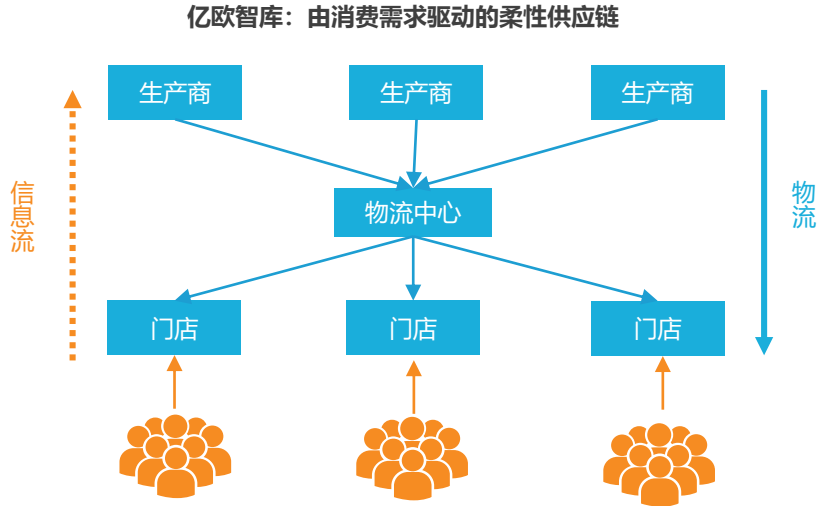 亿欧智库：由消费需求驱动的柔性供应链
生产商
生产商
生产商
信息流
物流
物流中心
门店
门店
门店